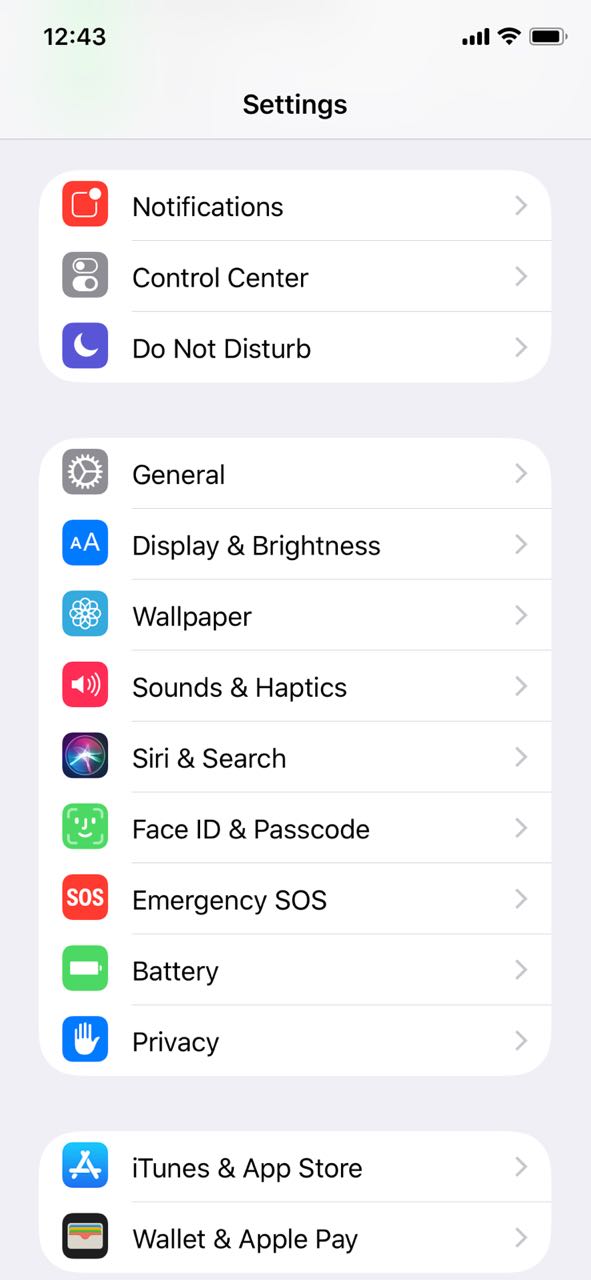 12:43
Settings
Notifications
Control Center
Do Not Disturb
General
AA
Display & Brightness
Wallpaper
Sounds & Haptics
Siri & Search
Face ID & Passcode
SOS
Emergency SOS
Battery
Privacy
iTunes & App Store
Wallet & Apple Pay